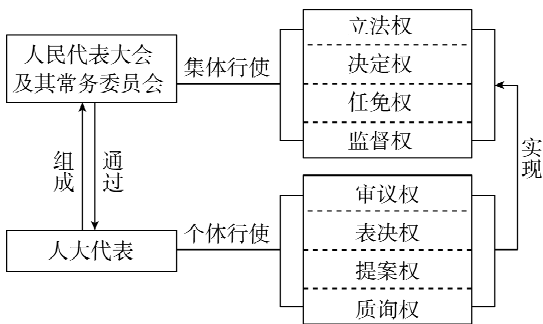 人民代表大会
及其常务委员会
集体行使
立法权
决定权
任免权
监督权
组成
通过
实现
人大代表
个体行使
审议权
表决权
提案权
质询权